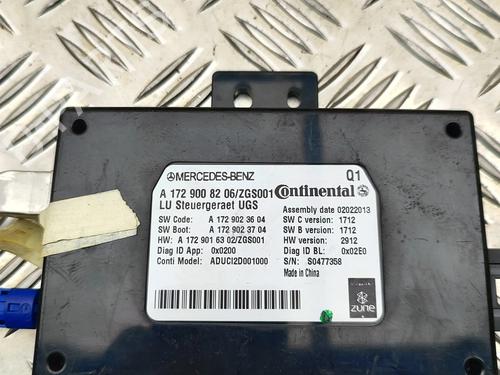 MERCEDES-BENZ Q1
A 172 900 82 06/ZGS001 Continental
LU Steuergeraet UGS Assembly date 02022013
SW Code: A 172 902 36 04 SW C version: 1712
SW Boot: A 172 902 37 04 SW B version: 1712
HW: A 172 901 63 02/ZGS001 HW version: 2912
Diag ID App: 0x0200 Diag ID BL: 0x02E0
Conti Model: ADUCI2D001000 S/N: S0477358
Made in China
zune